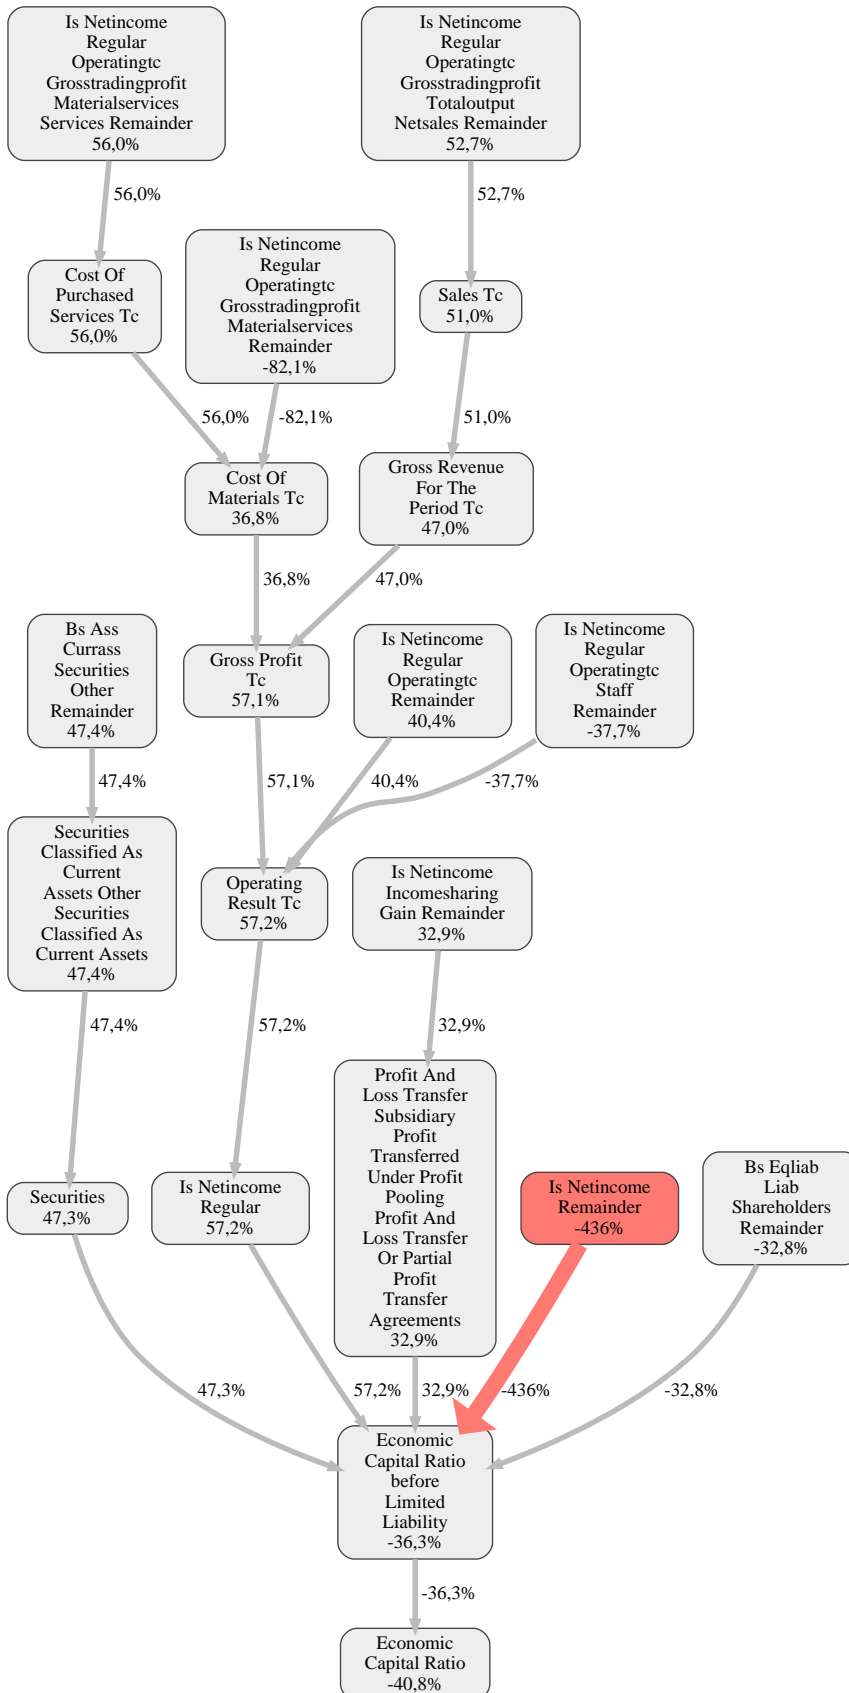 Is Netincome
Regular
Operatingtc
Grosstradingprofit
Materialservices
Services Remainder
56,0%
Is Netincome
Regular
Operatingtc
Grosstradingprofit
Totaloutput
Netsales Remainder
52,7%
56,0%
52,7%
Cost Of
Purchased
Services Tc
56,0%
Is Netincome
Regular
Operatingtc
Grosstradingprofit
Materialservices
Remainder
-82,1%
Sales Tc
51,0%
56,0%
-82,1%
51,0%
Cost Of
Materials Tc
36,8%
Gross Revenue
For The
Period Tc
47,0%
36,8%
47,0%
Bs Ass
Currass
Securities
Other
Remainder
47,4%
Gross Profit
Tc
57,1%
Is Netincome
Regular
Operatingtc
Remainder
40,4%
Is Netincome
Regular
Operatingtc
Staff
Remainder
-37,7%
47,4%
57,1%
40,4%
-37,7%
Securities
Classified As
Current
Assets Other
Securities
Classified As
Current Assets
47,4%
Operating
Result Tc
57,2%
Is Netincome
Incomesharing
Gain Remainder
32,9%
47,4%
57,2%
32,9%
Securities
47,3%
Is Netincome
Regular
57,2%
Profit And
Loss Transfer
Subsidiary
Profit
Transferred
Under Profit
Pooling
Profit And
Loss Transfer
Or Partial
Profit
Transfer
Agreements
32,9%
Is Netincome
Remainder
-436%
Bs Eqliab
Liab
Shareholders
Remainder
-32,8%
47,3%
57,2%
32,9%
-436%
-32,8%
Economic
Capital Ratio
before
Limited
Liability
-36,3%
-36,3%
Economic
Capital Ratio
-40,8%